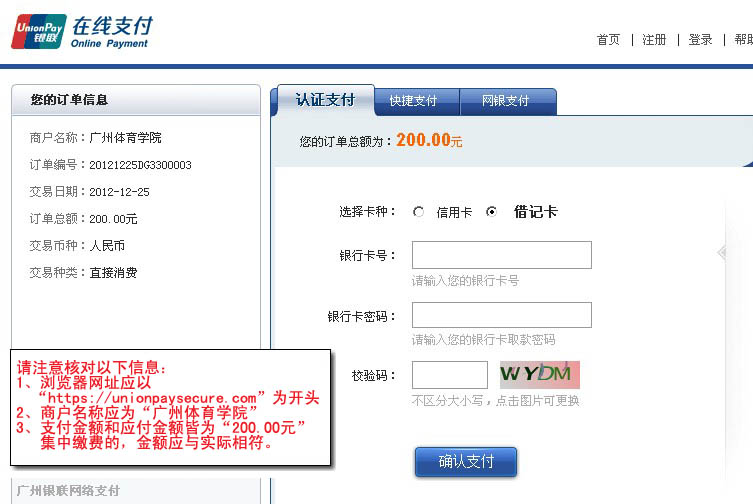 UnionPay
银联
在线支付
Online Payment
首页 | 注册 | 登录 | 帮助
您的订单信息
商户名称：广州体育学院
订单编号：20121225DG3300003
交易日期：2012-12-25
订单总额：200.00元
交易币种：人民币
交易种类：直接消费
请注意核对以下信息：
1、浏览器网址应以
“https://unionpaysecure.com”为开头
2、商户名称应为“广州体育学院”
3、支付金额和应付金额皆为“200.00元”
集中缴费的，金额应与实际相符。
广州银联网络支付
认证支付 快捷支付 网银支付
您的订单总额为：200.00元
选择卡种： 信用卡 借记卡
银行卡号：
请输入您的银行卡号
银行卡密码：
请输入您的银行卡取款密码
校验码： WYDM
不区分大小写，点击图片可更换
确认支付